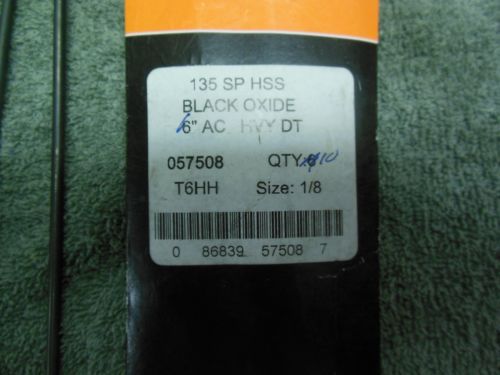 135 SP HSS
BLACK OXIDE
6" AC HVY DT
057508 QTY: 10
T6HH Size: 1/8
0 86839 57508 7